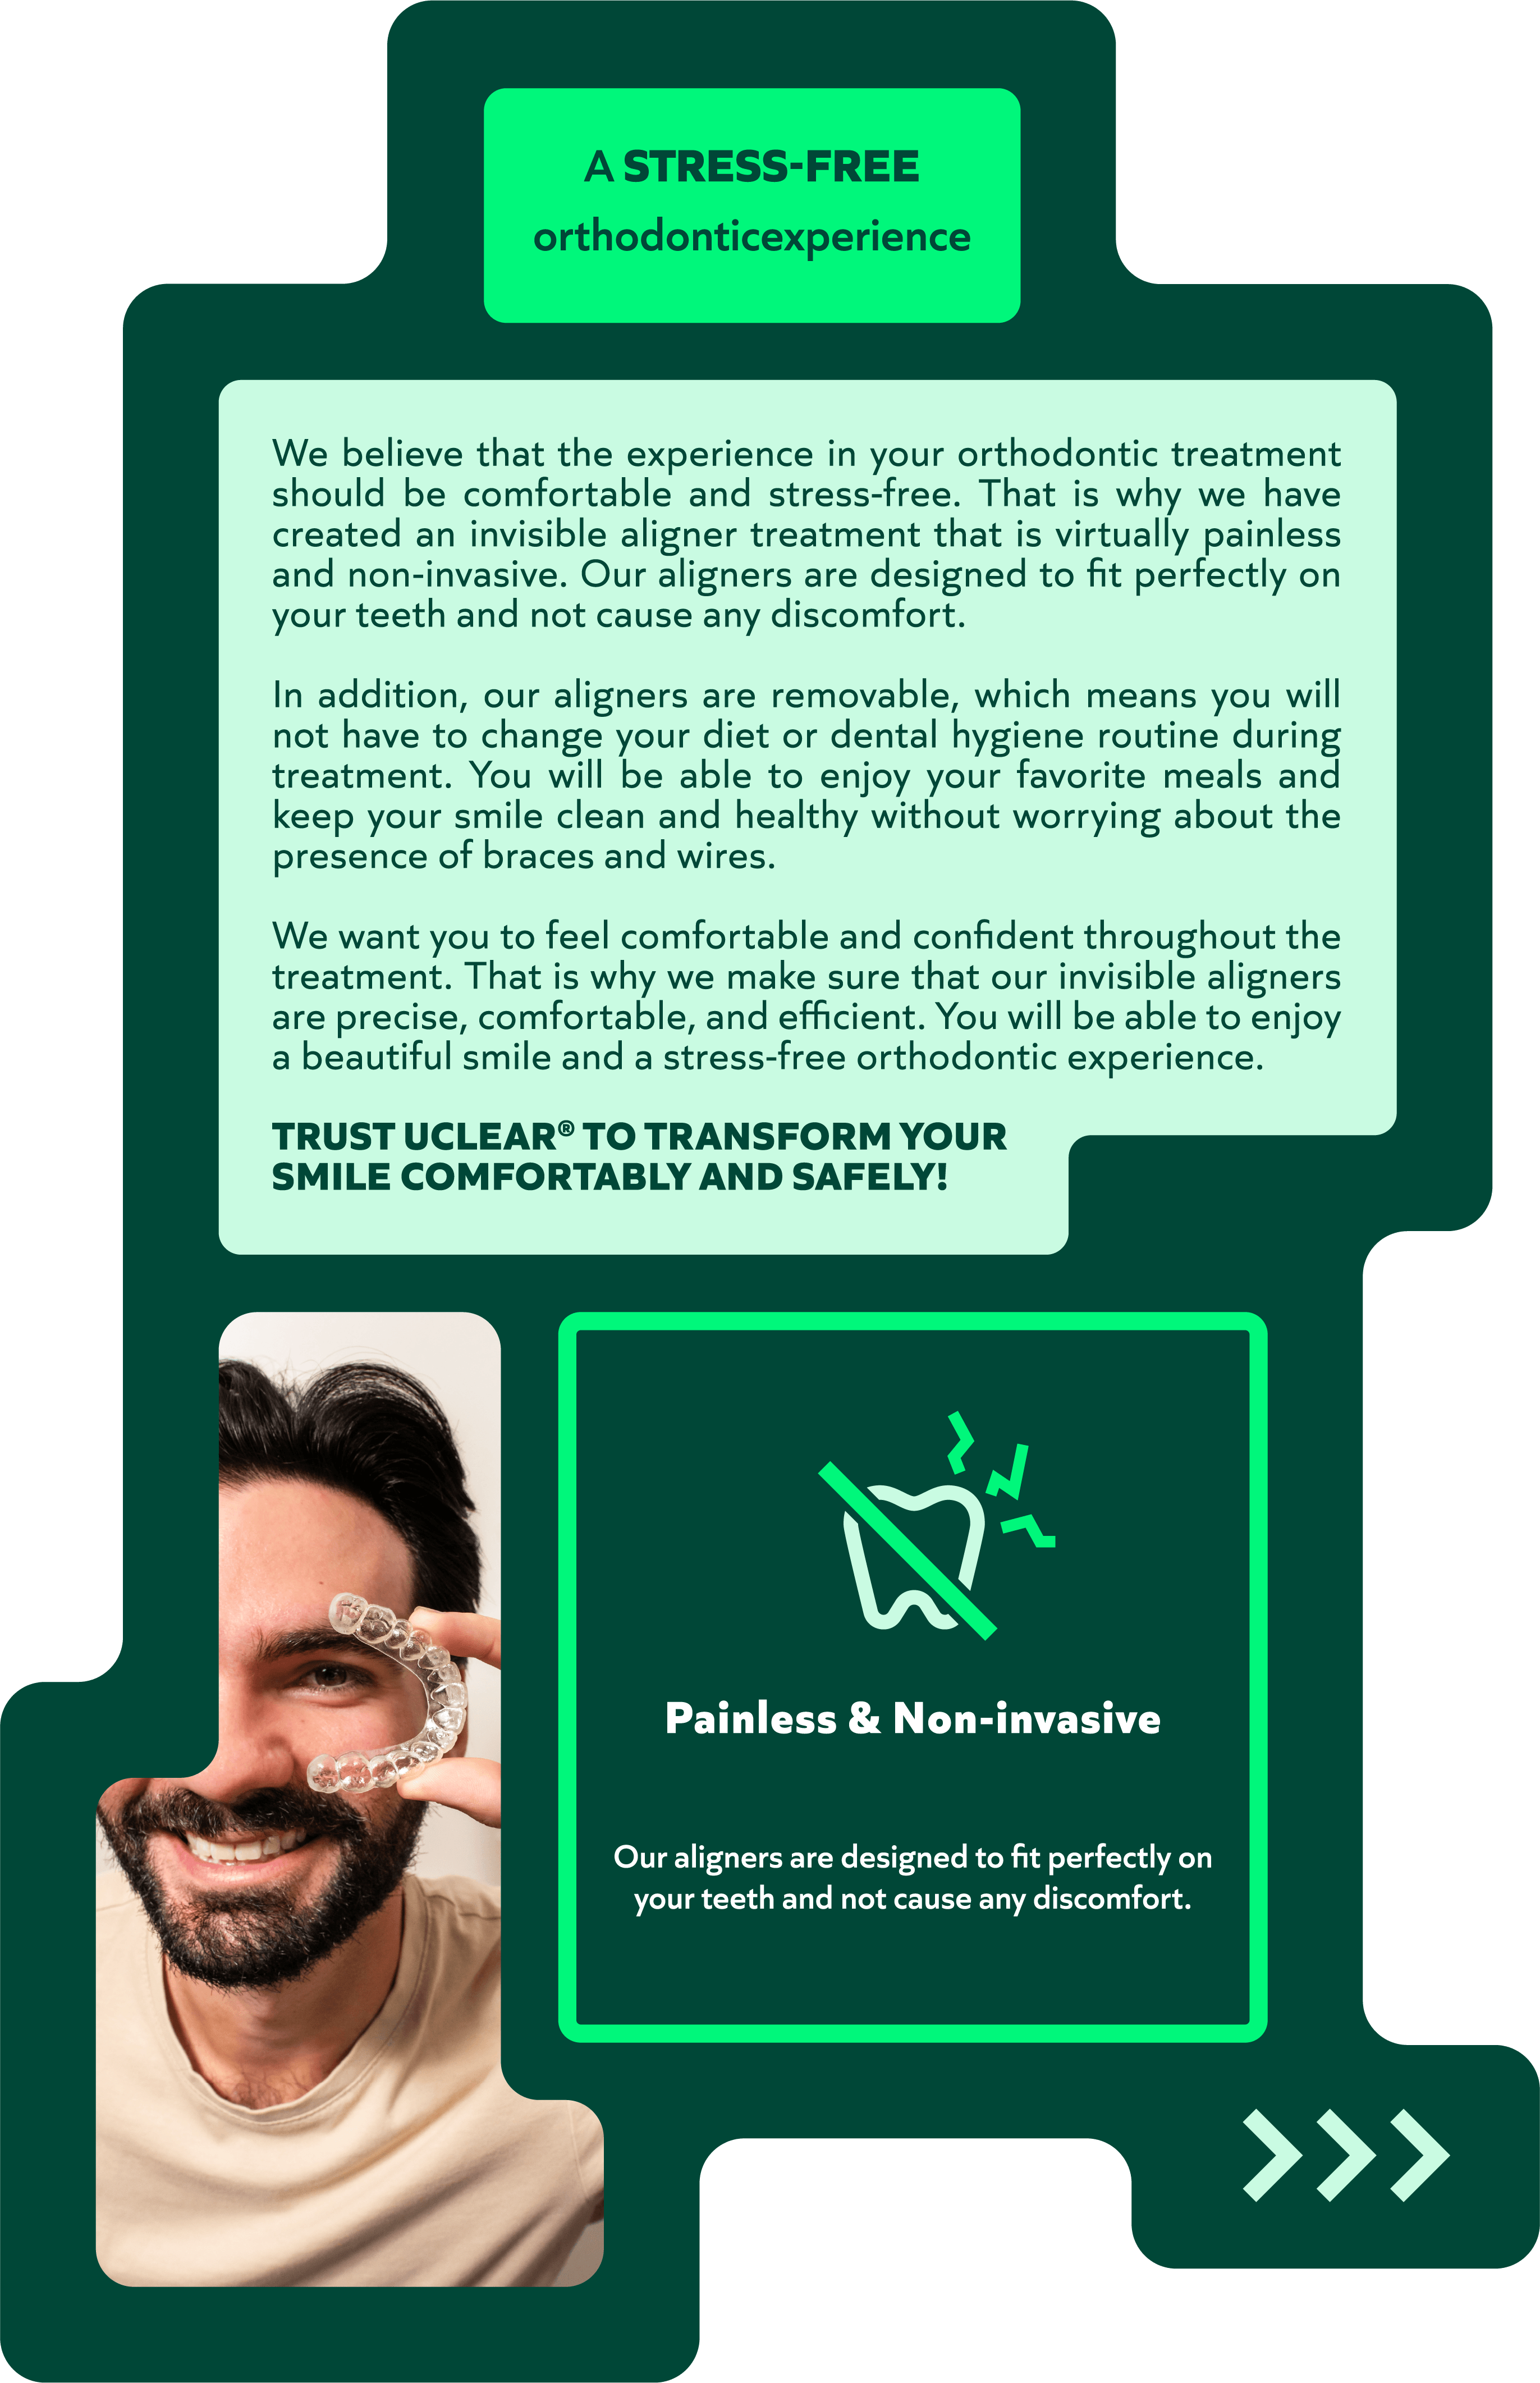 A STRESS-FREE
orthodonticexperience
We believe that the experience in your orthodontic treatment
should be comfortable and stress-free. That is why we have
created an invisible aligner treatment that is virtually painless
and non-invasive. Our aligners are designed to fit perfectly on
your teeth and not cause any discomfort.
In addition, our aligners are removable, which means you will
not have to change your diet or dental hygiene routine during
treatment. You will be able to enjoy your favorite meals and
keep your smile clean and healthy without worrying about the
presence of braces and wires.
We want you to feel comfortable and confident throughout the
treatment. That is why we make sure that our invisible aligners
are precise, comfortable, and efficient. You will be able to enjoy
a beautiful smile and a stress-free orthodontic experience.
TRUST UCLEAR® TO TRANSFORM YOUR
SMILE COMFORTABLY AND SAFELY!
Painless & Non-invasive
Our aligners are designed to fit perfectly on
your teeth and not cause any discomfort.